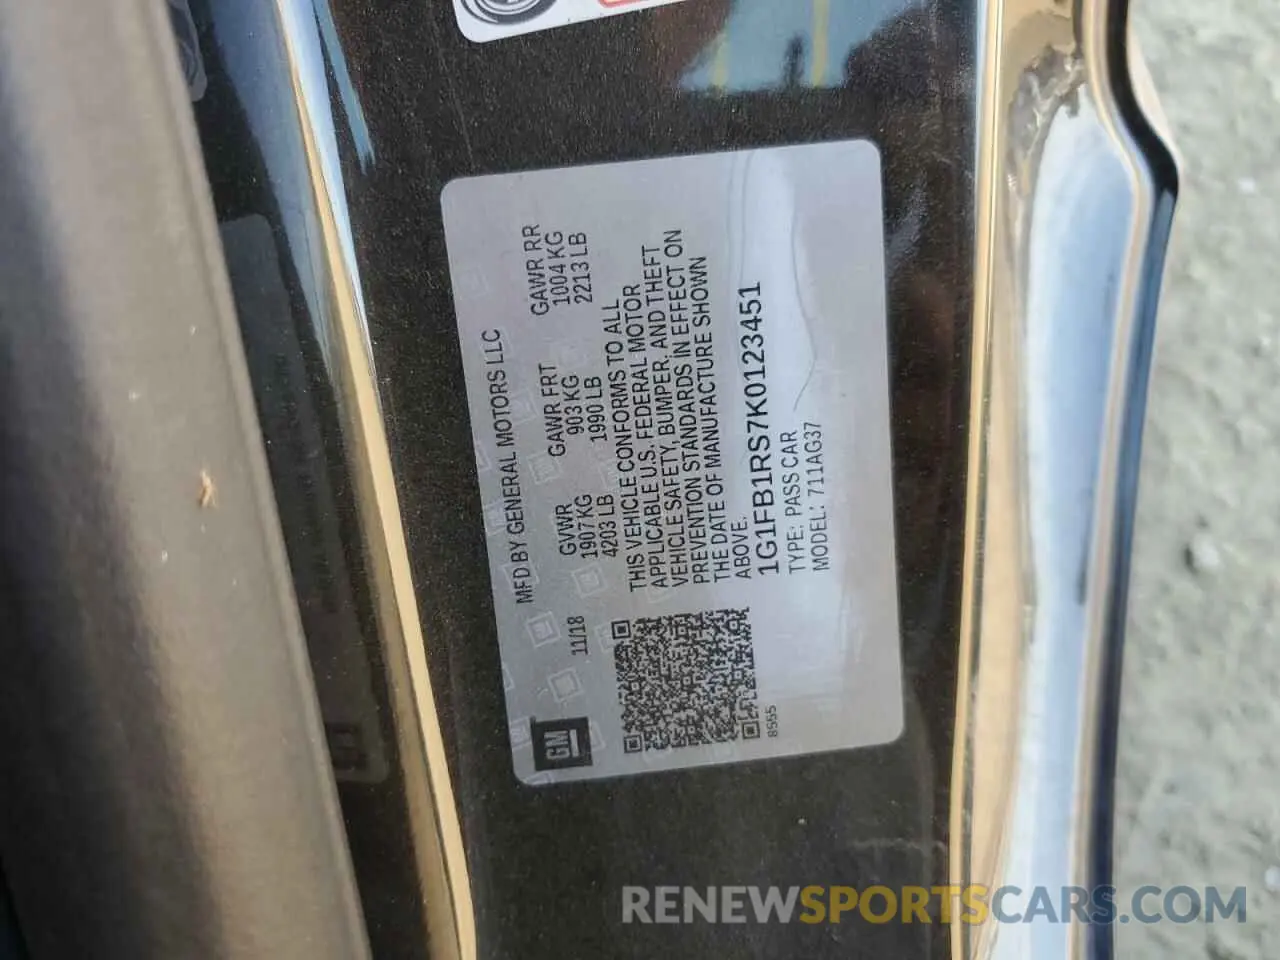 MFD BY GENERAL MOTORS LLC
11/18
GVWR GAWR FRT GAWR RR
1907 KG 903 KG 1004 KG
4203 LB 1990 LB 2213 LB
THIS VEHICLE CONFORMS TO ALL
APPLICABLE U.S. FEDERAL MOTOR
VEHICLE SAFETY, BUMPER, AND THEFT
PREVENTION STANDARDS IN EFFECT ON
THE DATE OF MANUFACTURE SHOWN
ABOVE.
1G1FB1RS7K0123451
TYPE: PASS CAR
MODEL: 711AG37
GM
8565
RENEWSPORTSCARS.COM